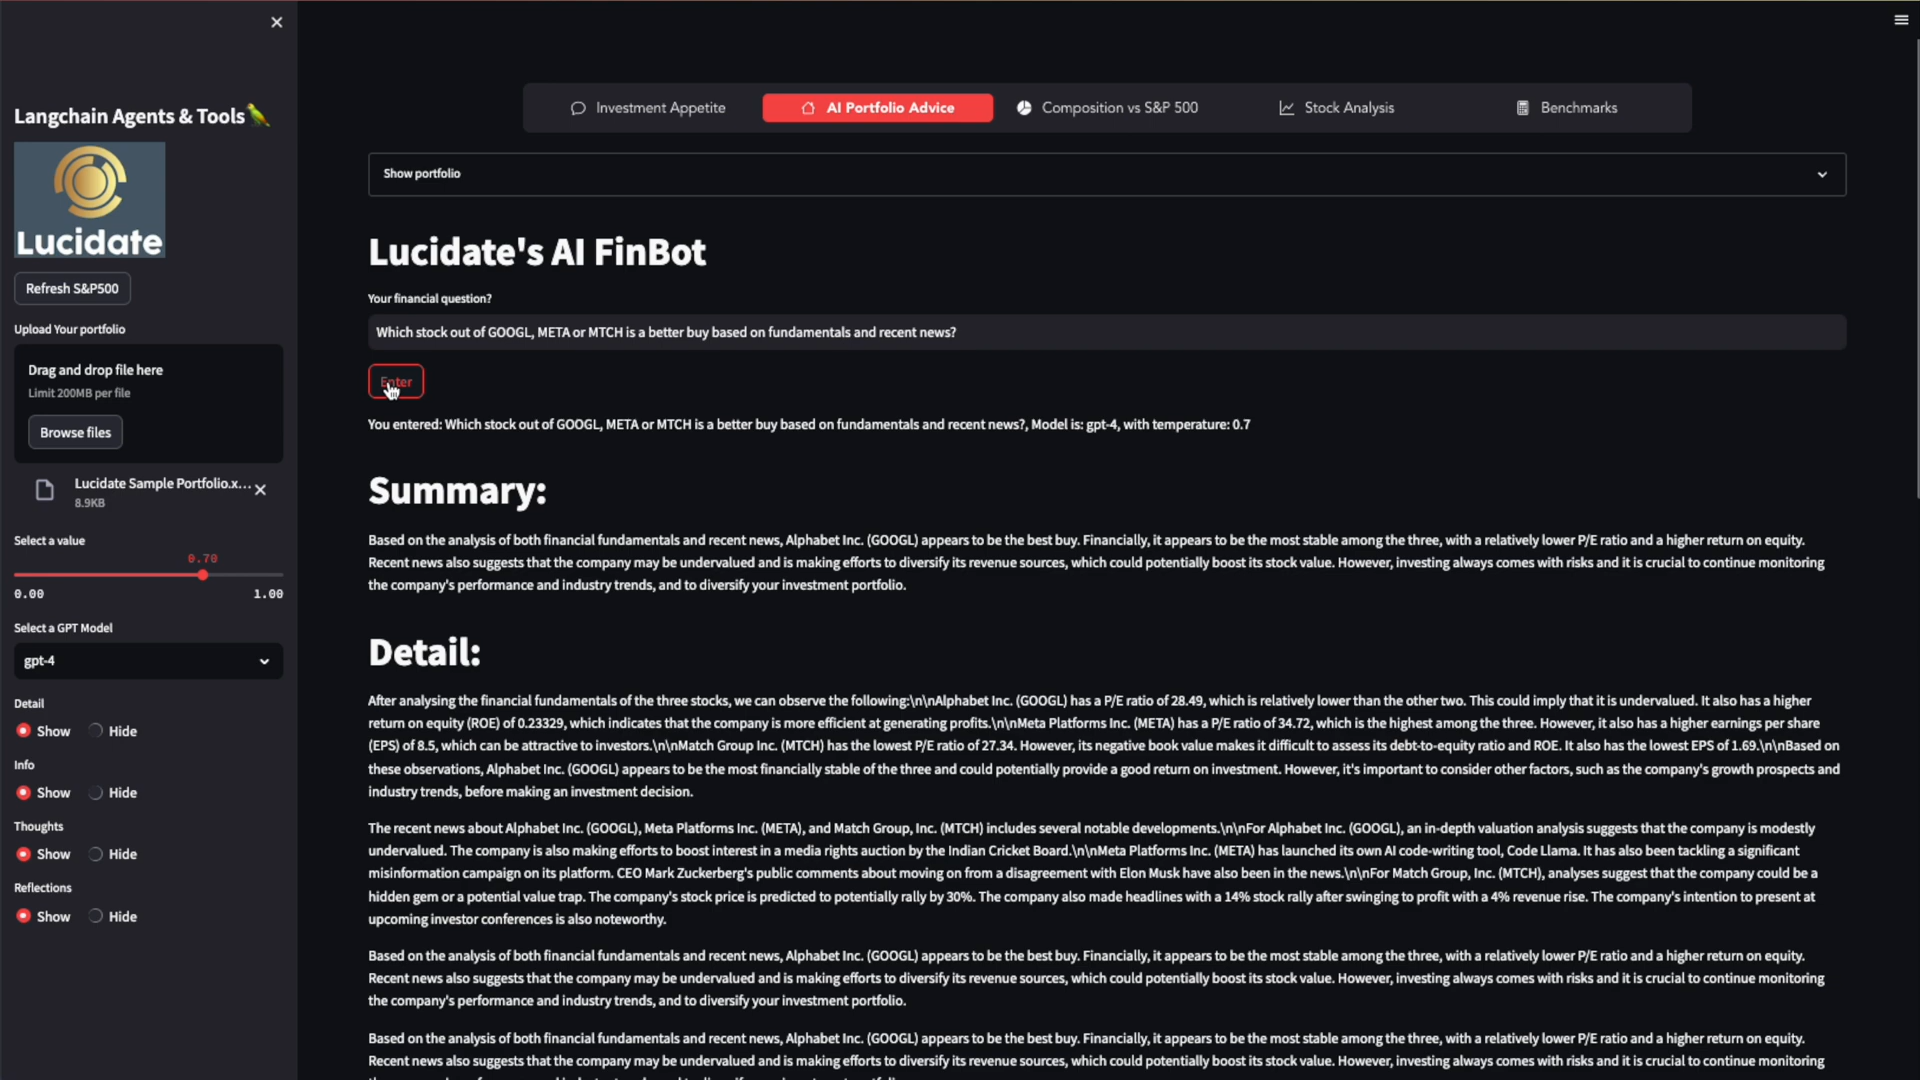 Langchain Agents & Tools
Lucidate
Refresh S&P500
Upload Your portfolio
Drag and drop file here
Limit 200MB per file
Browse files
Lucidate Sample Portfolio.x...
8.9KB
Select a value
0.70
0.00 1.00
Select a GPT Model
gpt-4
Detail
Show Hide
Info
Show Hide
Thoughts
Show Hide
Reflections
Show Hide
Investment Appetite AI Portfolio Advice Composition vs S&P 500 Stock Analysis Benchmarks
Show portfolio
Lucidate's AI FinBot
Your financial question?
Which stock out of GOOGL, META or MTCH is a better buy based on fundamentals and recent news?
Enter
You entered: Which stock out of GOOGL, META or MTCH is a better buy based on fundamentals and recent news?, Model is: gpt-4, with temperature: 0.7
Summary:
Based on the analysis of both financial fundamentals and recent news, Alphabet Inc. (GOOGL) appears to be the best buy. Financially, it appears to be the most stable among the three, with a relatively lower P/E ratio and a higher return on equity.
Recent news also suggests that the company may be undervalued and is making efforts to diversify its revenue sources, which could potentially boost its stock value. However, investing always comes with risks and it is crucial to continue monitoring
the company's performance and industry trends, and to diversify your investment portfolio.
Detail:
After analysing the financial fundamentals of the three stocks, we can observe the following:\n\nAlphabet Inc. (GOOGL) has a P/E ratio of 28.49, which is relatively lower than the other two. This could imply that it is undervalued. It also has a higher
return on equity (ROE) of 0.23329, which indicates that the company is more efficient at generating profits.\n\nMeta Platforms Inc. (META) has a P/E ratio of 34.72, which is the highest among the three. However, it also has a higher earnings per share
(EPS) of 8.5, which can be attractive to investors.\n\nMatch Group Inc. (MTCH) has the lowest P/E ratio of 27.34. However, its negative book value makes it difficult to assess its debt-to-equity ratio and ROE. It also has the lowest EPS of 1.69.\n\nBased on
these observations, Alphabet Inc. (GOOGL) appears to be the most financially stable of the three and could potentially provide a good return on investment. However, it's important to consider other factors, such as the company's growth prospects and
industry trends, before making an investment decision.
The recent news about Alphabet Inc. (GOOGL), Meta Platforms Inc. (META), and Match Group, Inc. (MTCH) includes several notable developments.\n\nFor Alphabet Inc. (GOOGL), an in-depth valuation analysis suggests that the company is modestly
undervalued. The company is also making efforts to boost interest in a media rights auction by the Indian Cricket Board.\n\nMeta Platforms Inc. (META) has launched its own AI code-writing tool, Code Llama. It has also been tackling a significant
misinformation campaign on its platform. CEO Mark Zuckerberg's public comments about moving on from a disagreement with Elon Musk have also been in the news.\n\nFor Match Group, Inc. (MTCH), analyses suggest that the company could be a
hidden gem or a potential value trap. The company's stock price is predicted to potentially rally by 30%. The company also made headlines with a 14% stock rally after swinging to profit with a 4% revenue rise. The company's intention to present at
upcoming investor conferences is also noteworthy.
Based on the analysis of both financial fundamentals and recent news, Alphabet Inc. (GOOGL) appears to be the best buy. Financially, it appears to be the most stable among the three, with a relatively lower P/E ratio and a higher return on equity.
Recent news also suggests that the company may be undervalued and is making efforts to diversify its revenue sources, which could potentially boost its stock value. However, investing always comes with risks and it is crucial to continue monitoring
the company's performance and industry trends, and to diversify your investment portfolio.
Based on the analysis of both financial fundamentals and recent news, Alphabet Inc. (GOOGL) appears to be the best buy. Financially, it appears to be the most stable among the three, with a relatively lower P/E ratio and a higher return on equity.
Recent news also suggests that the company may be undervalued and is making efforts to diversify its revenue sources, which could potentially boost its stock value. However, investing always comes with risks and it is crucial to continue monitoring